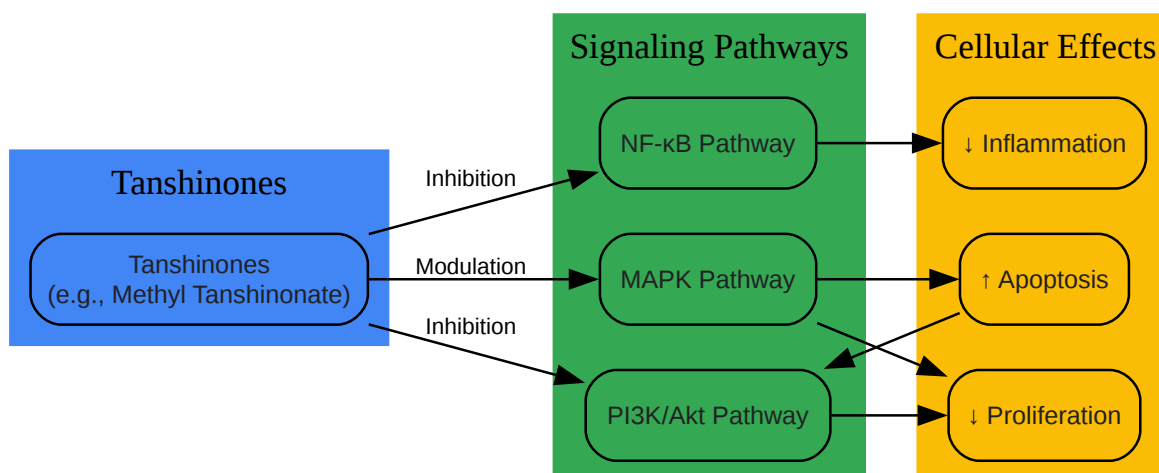 Signaling Pathways
Cellular Effects
Tanshinones
NF-κB Pathway
↓ Inflammation
Inhibition
Tanshinones
(e.g., Methyl Tanshinonate)
Modulation
MAPK Pathway
↑ Apoptosis
Inhibition
PI3K/Akt Pathway
↓ Proliferation